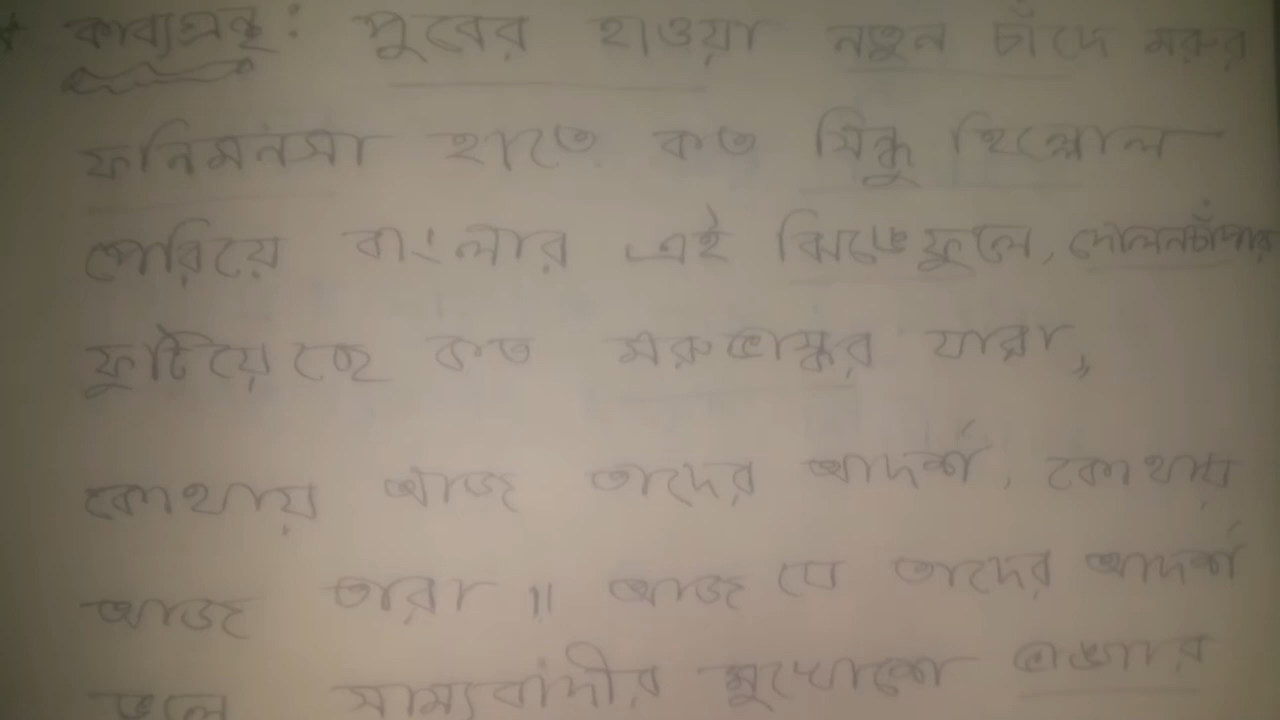 * কাব্যগ্রন্থ: পুবের হাওয়া নতুন চাঁদে মরুর
ফনিমনসা হাতে কত সিন্ধু হিল্লোল
পেরিয়ে বাংলার এই ঝিঙেফুলে, দোলনচাঁপার
ফুটিয়েছে কত মরুভাস্কর যারা,
কোথায় আজ তাদের আদর্শ, কোথায়
আজ তারা॥ আজ যে তাদের আদর্শ
ভুলে সাম্যবাদীর মুখোশে ভাঙার